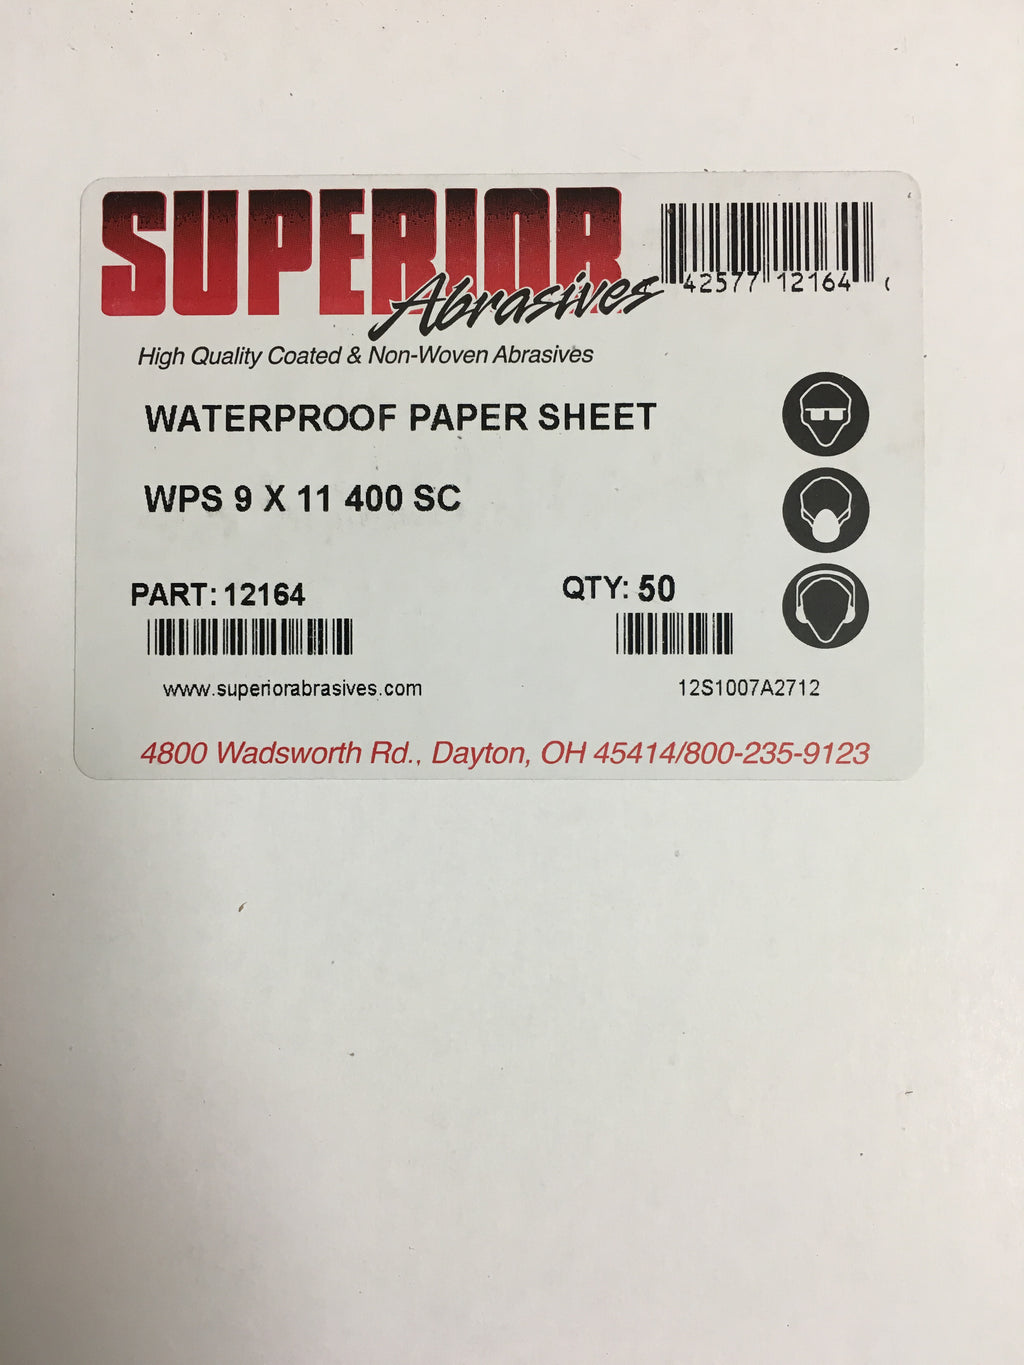 SUPERIOR
Abrasives
42577 12164
High Quality Coated & Non-Woven Abrasives
WATERPROOF PAPER SHEET
WPS 9 X 11 400 SC
PART: 12164
QTY: 50
www.superiorabrasives.com
12S1007A2712
4800 Wadsworth Rd., Dayton, OH 45414/800-235-9123